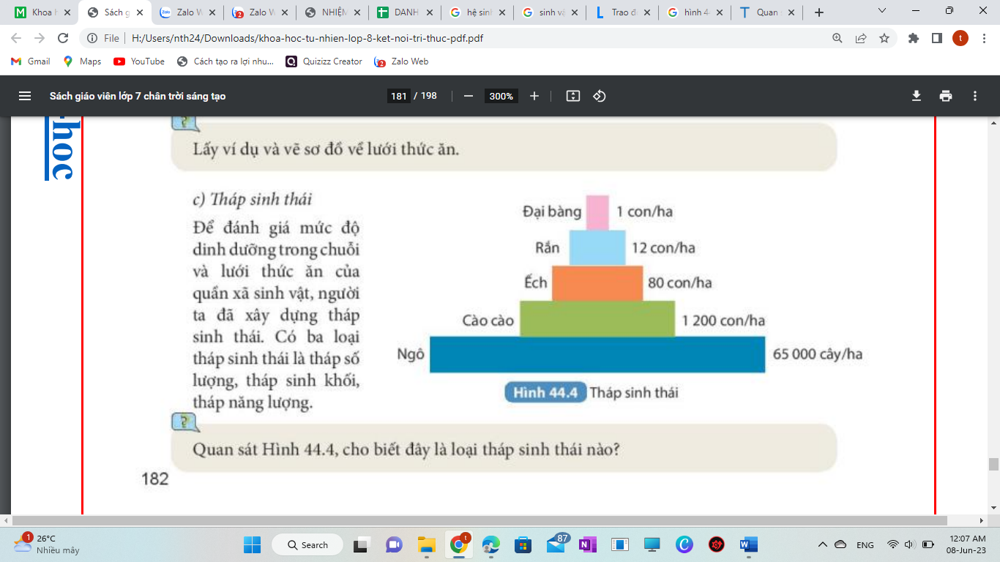 Khoa h
Sách g
Zalo W
Zalo W
NHIỆM
DANH
hệ sinh
sinh vậ
Trao đ
hình 4
Quan
File
H:/Users/nth24/Downloads/khoa-hoc-tu-nhien-lop-8-ket-noi-tri-thuc-pdf.pdf
t
Gmail
Maps
YouTube
Cách tạo ra lợi nhu...
Quizizz Creator
2
Zalo Web
Sách giáo viên lớp 7 chân trời sáng tạo
181 / 198
300%
-hoc
?
Lấy ví dụ và vẽ sơ đồ về lưới thức ăn.
c) Tháp sinh thái
Để đánh giá mức độ
dinh dưỡng trong chuỗi
và lưới thức ăn của
quần xã sinh vật, người
ta đã xây dựng tháp
sinh thái. Có ba loại
tháp sinh thái là tháp số
lượng, tháp sinh khối,
tháp năng lượng.
Đại bàng 1 con/ha
Rắn 12 con/ha
Ếch 80 con/ha
Cào cào 1 200 con/ha
Ngô 65 000 cây/ha
Hình 44.4 Tháp sinh thái
?
Quan sát Hình 44.4, cho biết đây là loại tháp sinh thái nào?
182
1
26°C
Nhiều mây
Search
t
87
ENG
12:07 AM
08-Jun-23